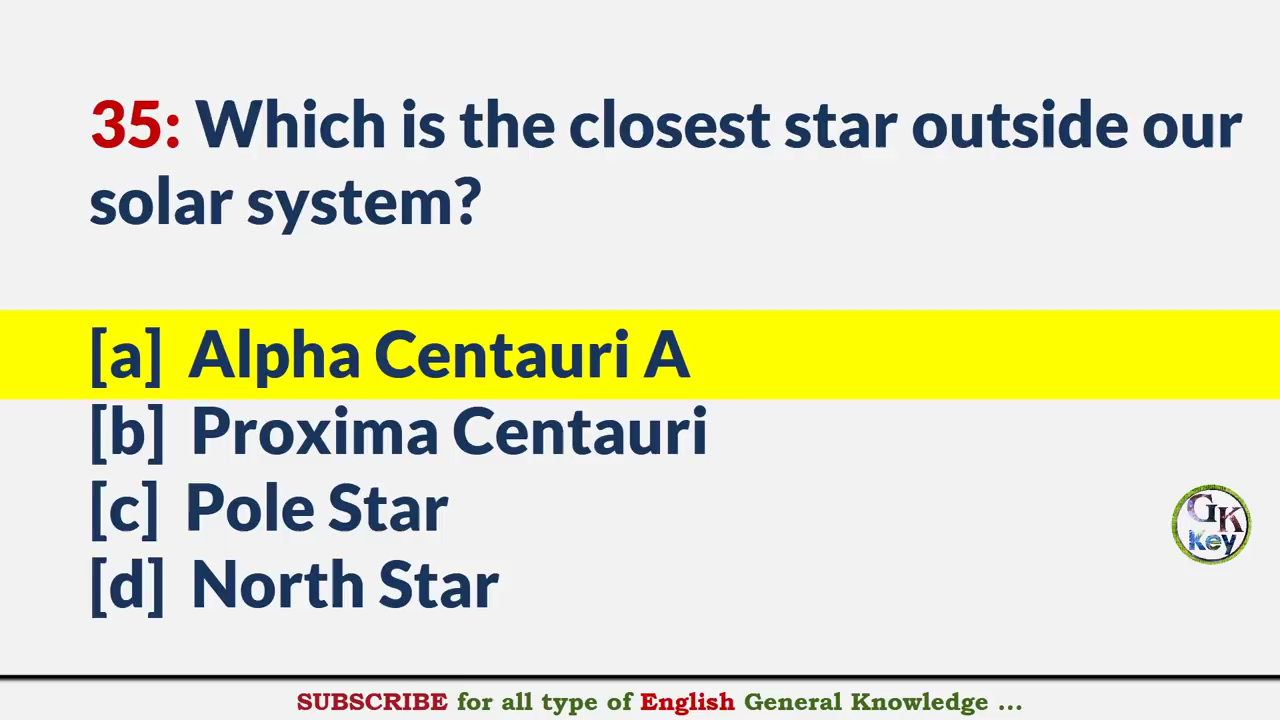 35: Which is the closest star outside our
solar system?
[a] Alpha Centauri A
[b] Proxima Centauri
[c] Pole Star
[d] North Star
GK
Key
SUBSCRIBE for all type of English General Knowledge ...